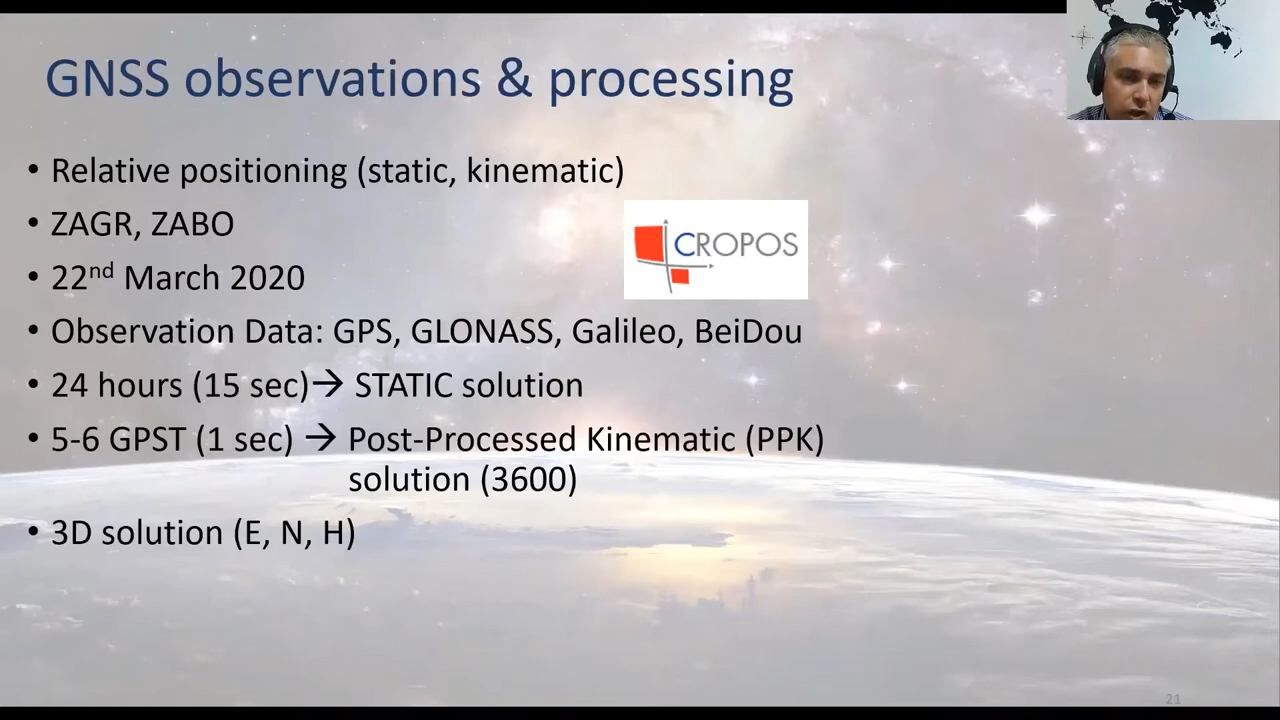 GNSS observations & processing
• Relative positioning (static, kinematic)
• ZAGR, ZABO
CROPOS
• 22nd March 2020
• Observation Data: GPS, GLONASS, Galileo, BeiDou
• 24 hours (15 sec)→ STATIC solution
• 5-6 GPST (1 sec) → Post-Processed Kinematic (PPK)
solution (3600)
• 3D solution (E, N, H)
21